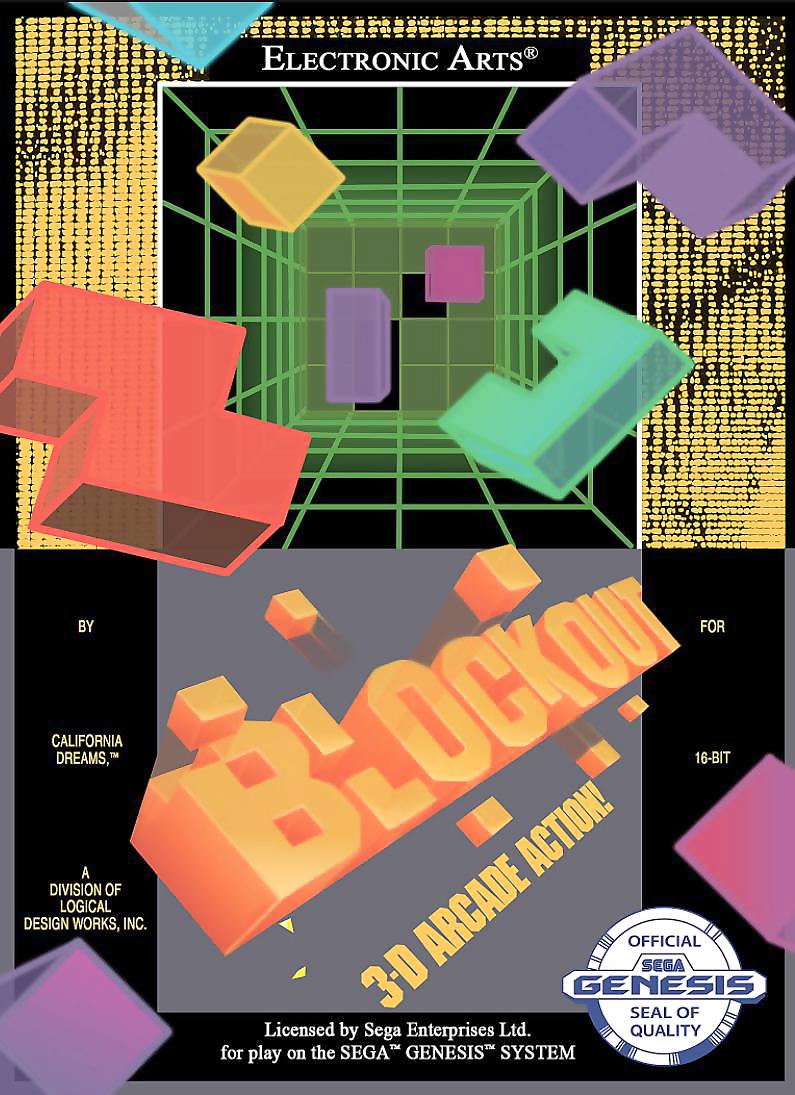 ELECTRONIC ARTS®
BY
FOR
CALIFORNIA
DREAMS,™
16-BIT
BLOCKOUT
3-D ARCADE ACTION!
A
DIVISION OF
LOGICAL
DESIGN WORKS, INC.
OFFICIAL
SEGA
GENESIS
SEAL OF
QUALITY
Licensed by Sega Enterprises Ltd.
for play on the SEGA™ GENESIS™ SYSTEM